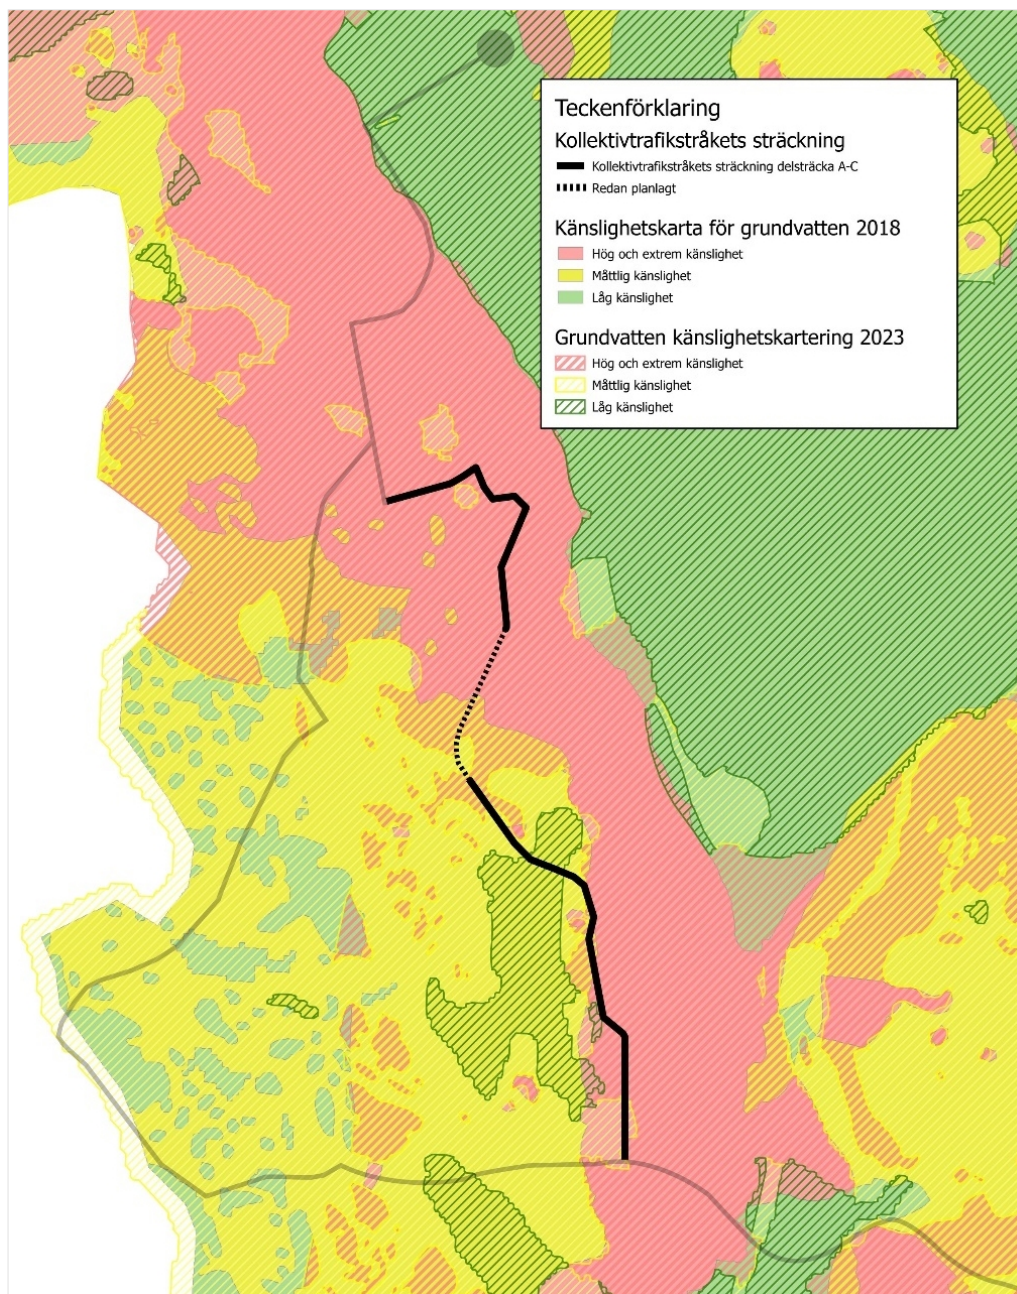 Teckenförklaring
Kollektivtrafikstråkets sträckning
Kollektivtrafikstråkets sträckning delsträcka A-C
Redan planlagt
Känslighetskarta för grundvatten 2018
Hög och extrem känslighet
Måttlig känslighet
Låg känslighet
Grundvatten känslighetskartering 2023
Hög och extrem känslighet
Måttlig känslighet
Låg känslighet